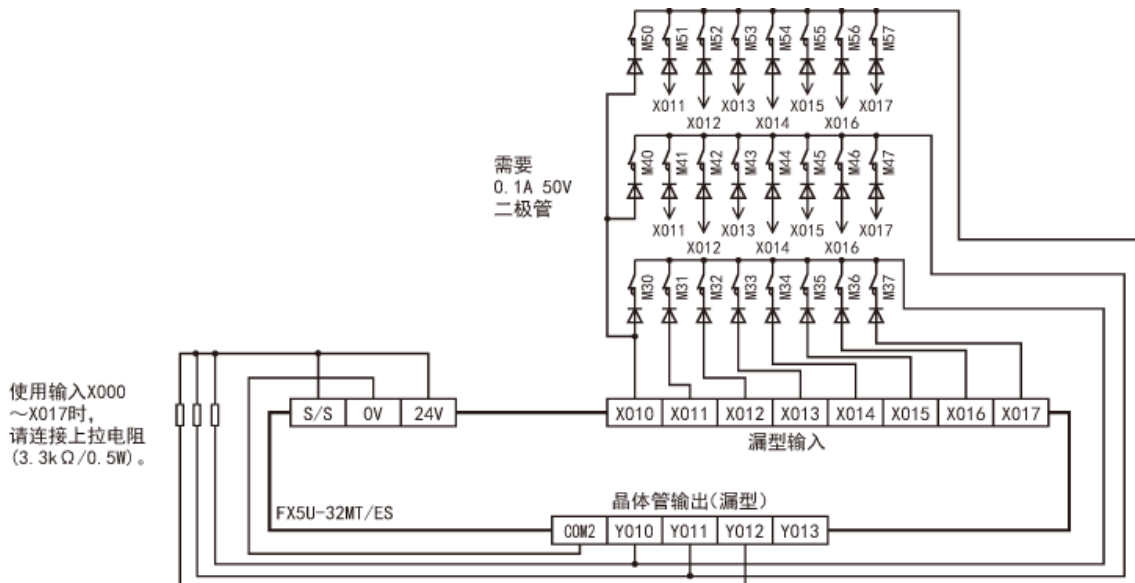 M50 M51 M52 M53 M54 M55 M56 M57
X011 X013 X015 X017
X012 X014 X016
M40 M41 M42 M43 M44 M45 M46 M47
X011 X013 X015 X017
X012 X014 X016
需要
0.1A 50V
二极管
M30 M31 M32 M33 M34 M35 M36 M37
使用输入X000
～X017时，
请连接上拉电阻
(3.3kΩ/0.5W)。
S/S 0V 24V
X010 X011 X012 X013 X014 X015 X016 X017
漏型输入
FX5U-32MT/ES
晶体管输出(漏型)
COM2 Y010 Y011 Y012 Y013